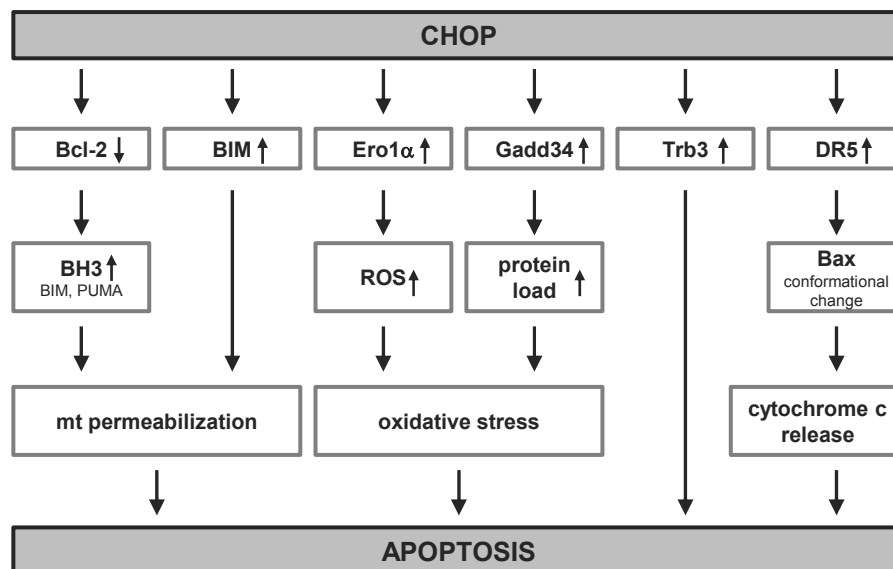 CHOP
Bcl-2
BIM
Ero1α
Gadd34
Trb3
DR5
BH3
BIM, PUMA
ROS
protein
load
Bax
conformational
change
mt permeabilization
oxidative stress
cytochrome c
release
APOPTOSIS